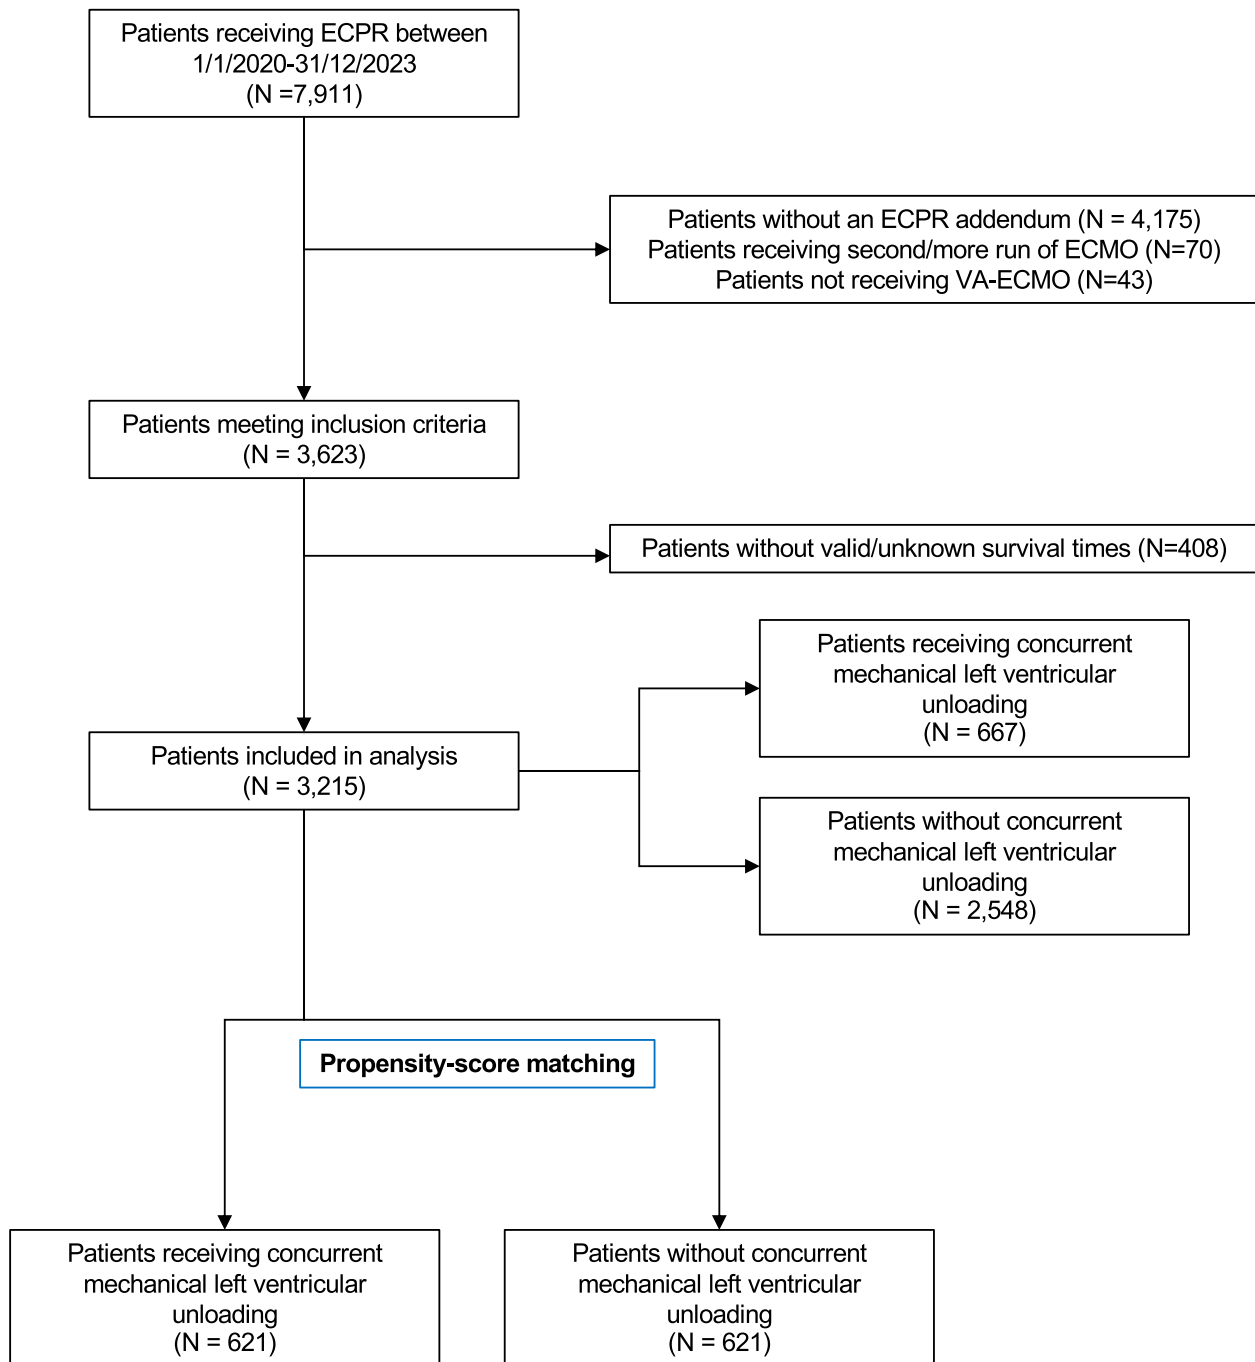 Patients receiving ECPR between
1/1/2020-31/12/2023
(N =7,911)
Patients without an ECPR addendum (N = 4,175)
Patients receiving second/more run of ECMO (N=70)
Patients not receiving VA-ECMO (N=43)
Patients meeting inclusion criteria
(N = 3,623)
Patients without valid/unknown survival times (N=408)
Patients receiving concurrent
mechanical left ventricular
unloading
(N = 667)
Patients included in analysis
(N = 3,215)
Patients without concurrent
mechanical left ventricular
unloading
(N = 2,548)
Propensity-score matching
Patients receiving concurrent
mechanical left ventricular
unloading
(N = 621)
Patients without concurrent
mechanical left ventricular
unloading
(N = 621)